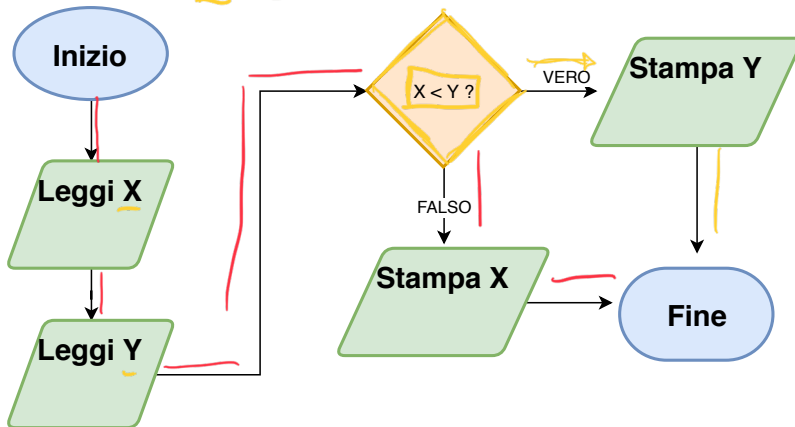 Inizio
Leggi X
Leggi Y
X < Y ?
VERO
Stampa Y
FALSO
Stampa X
Fine